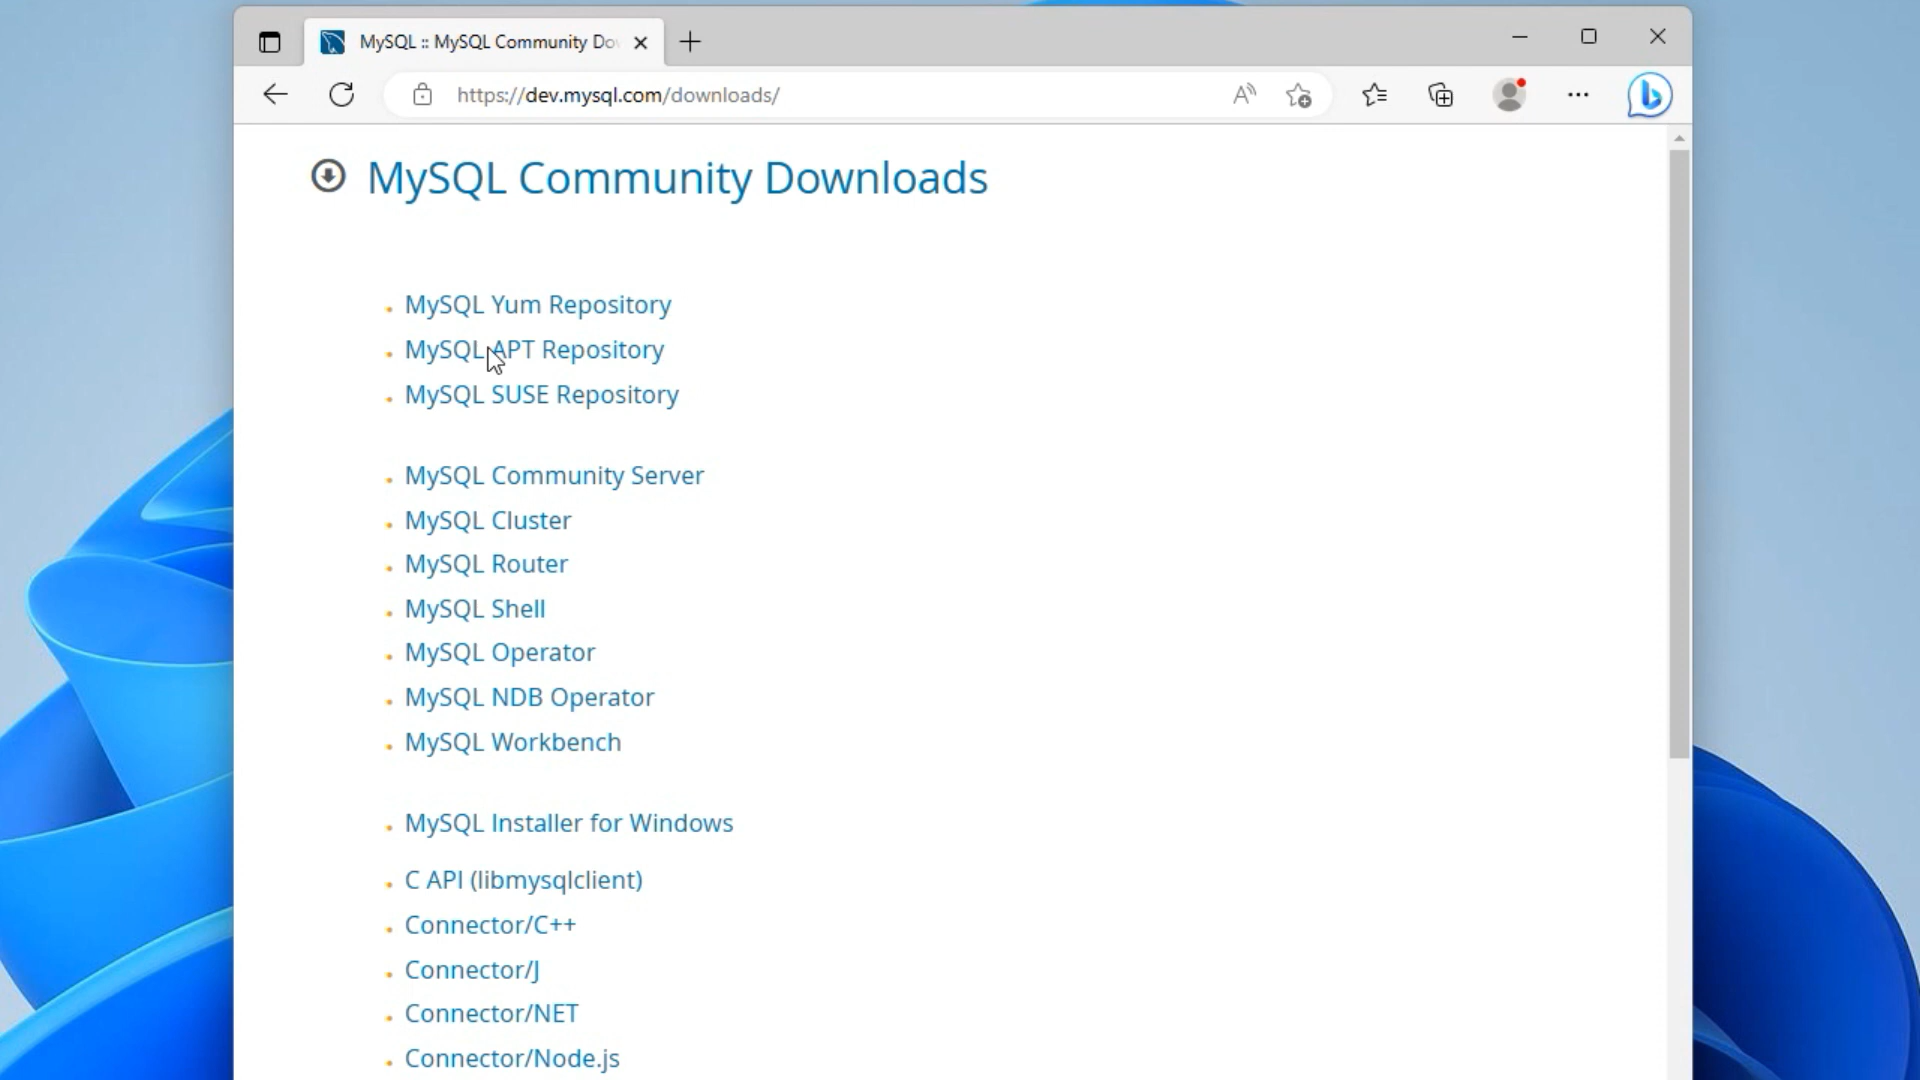 MySQL :: MySQL Community Do
https://dev.mysql.com/downloads/
MySQL Community Downloads
MySQL Yum Repository
MySQL APT Repository
MySQL SUSE Repository
MySQL Community Server
MySQL Cluster
MySQL Router
MySQL Shell
MySQL Operator
MySQL NDB Operator
MySQL Workbench
MySQL Installer for Windows
C API (libmysqlclient)
Connector/C++
Connector/J
Connector/NET
Connector/Node.js